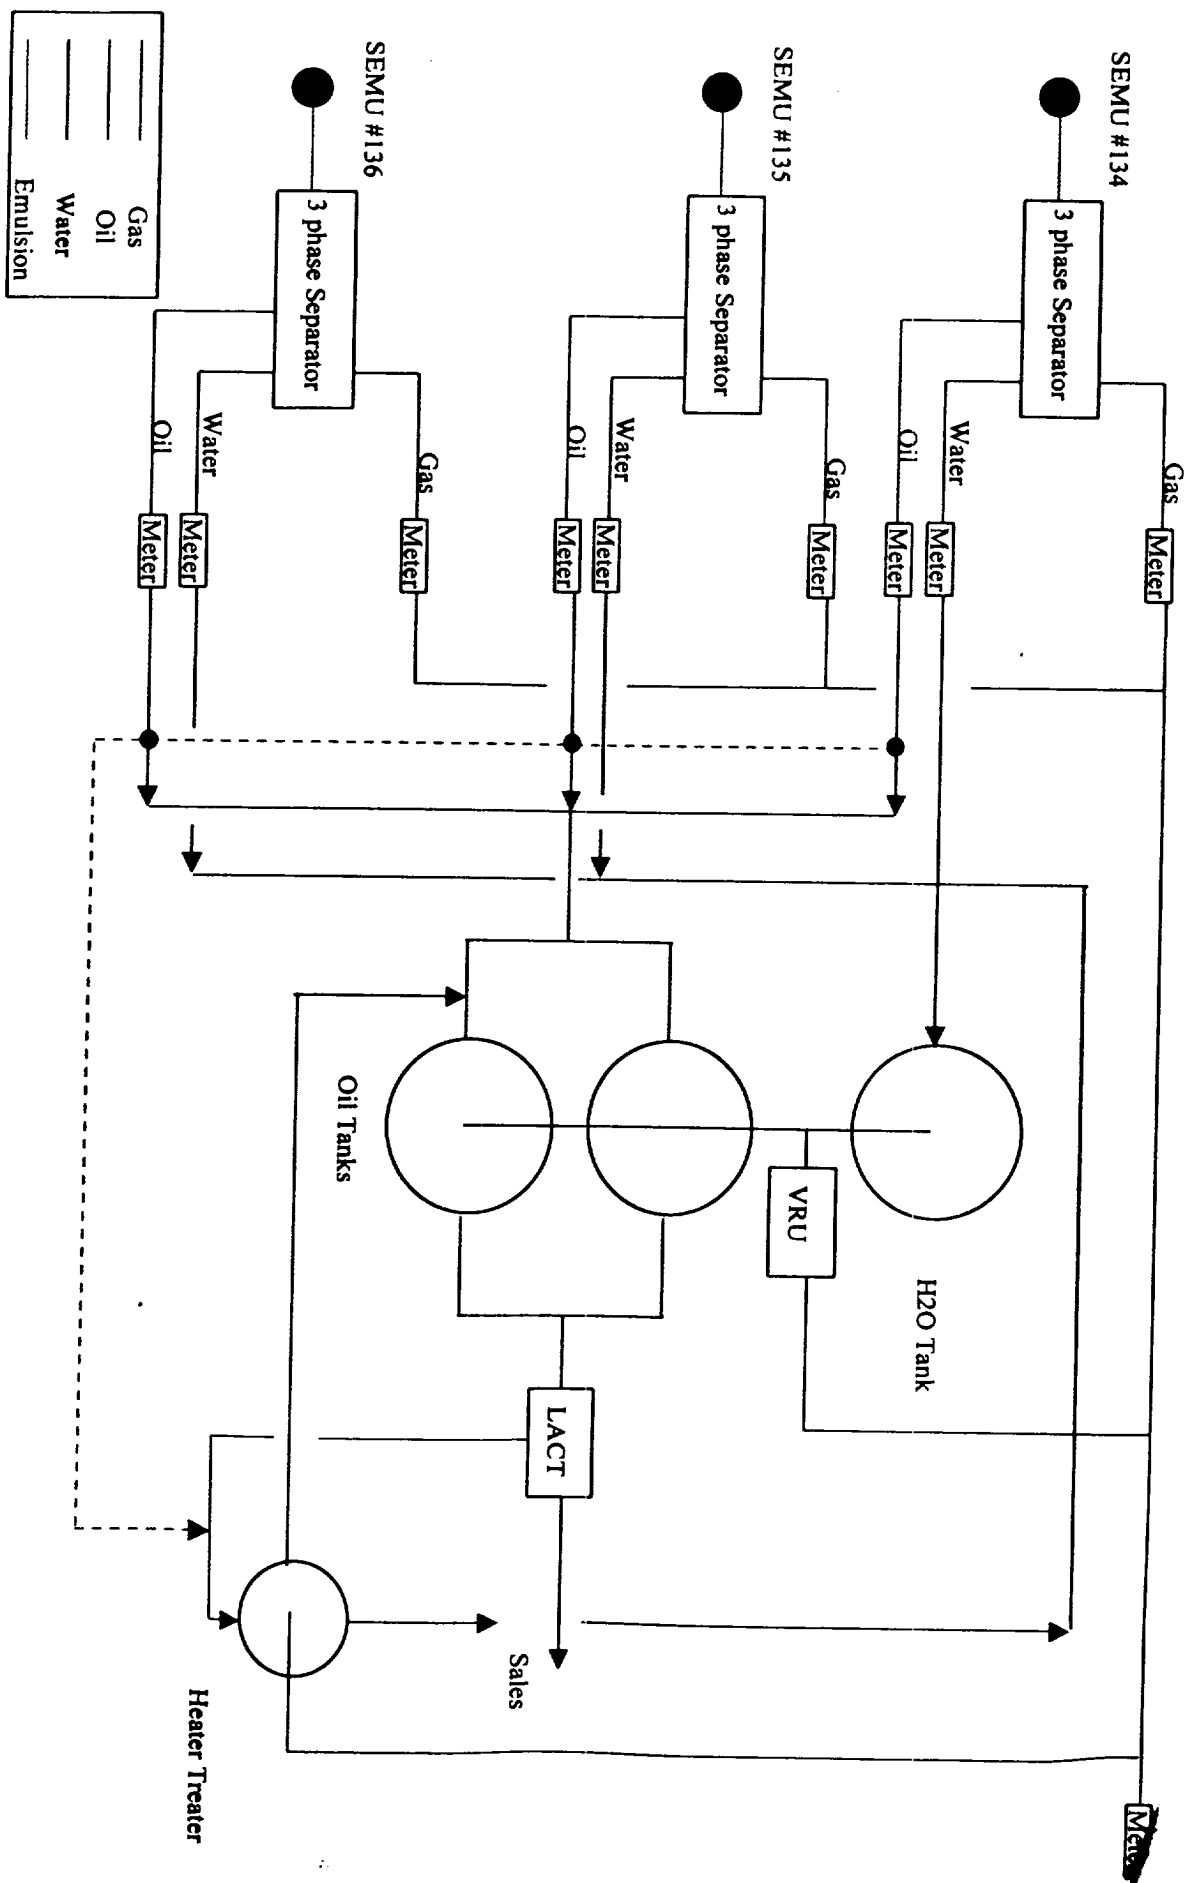 SEMU #134
3 phase Separator
Gas
Meter
Water
Meter
Oil
Meter
H2O Tank
VRU
SEMU #135
3 phase Separator
Gas
Meter
Water
Meter
Oil
Meter
LACT
Sales
SEMU #136
3 phase Separator
Gas
Meter
Water
Meter
Oil
Meter
Oil Tanks
Heater Treater
Gas
Oil
Water
Emulsion